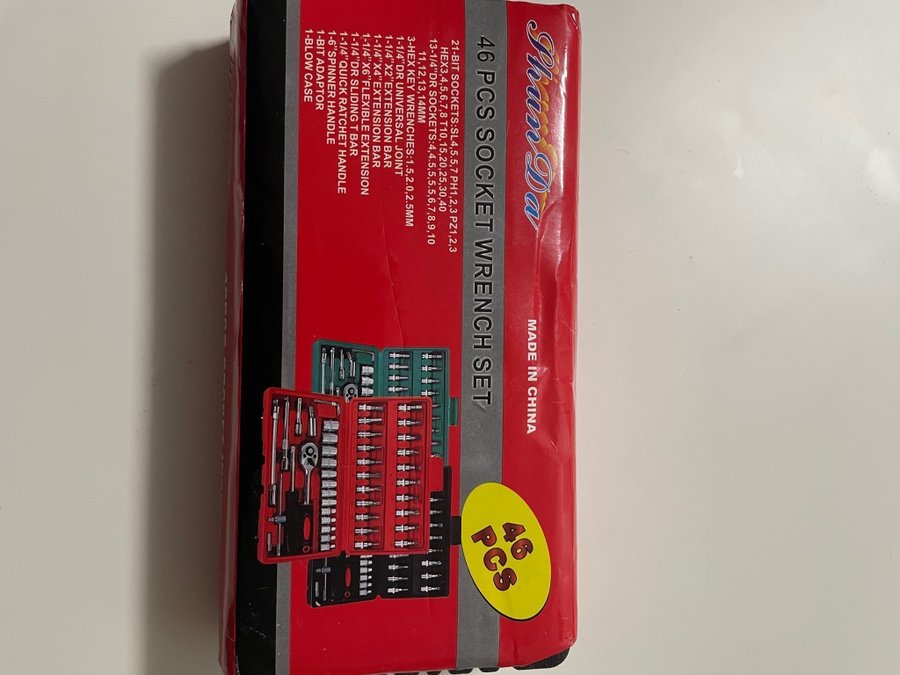 Shun Da
MADE IN CHINA
46 PCS SOCKET WRENCH SET
21-BIT SOCKETS:SL4,5.5,7 PH1,2,3 PZ1,2,3
HEX3,4,5,6,7,8 T10,15,20,25,30,40
13-1/4"DR SOCKETS:4,4.5,5,5.5,6,7,8,9,10
11,12,13,14MM
3-HEX KEY WRENCHES:1.5,2.0,2.5MM
1-1/4"DR UNIVERSAL JOINT
1-1/4"X2"EXTENSION BAR
1-1/4"X4"EXTENSION BAR
1-1/4"X6"FLEXIBLE EXTENSION
1-1/4"DR SLIDING T BAR
1-1/4"QUICK RATCHET HANDLE
1-6"SPINNER HANDLE
1-BIT ADAPTOR
1-BLOW CASE
46
PCS